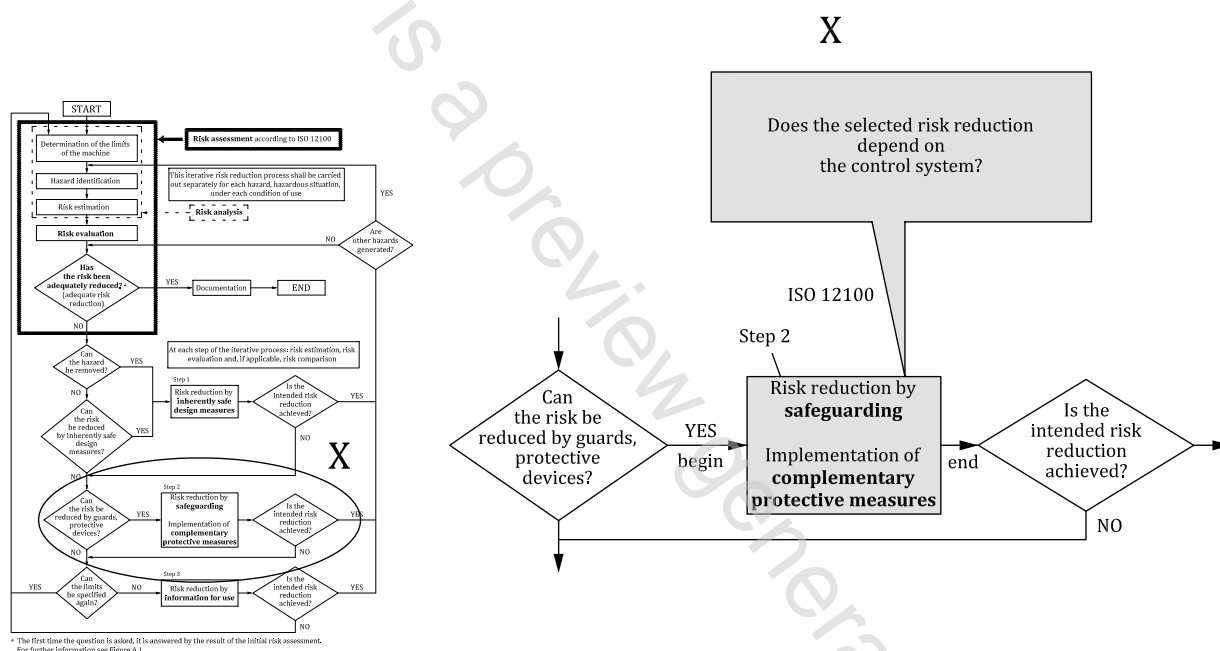 START
Risk assessment according to ISO 12100
Determination of the limits
of the machine
This iterative risk reduction process shall be carried
out separately for each hazard, hazardous situation,
under each condition of use
YES
Hazard identification
Risk estimation
Risk analysis
Risk evaluation
NO
Are
other hazards
generated?
Has
the risk been
adequately reduced? a
(adequate risk
reduction)
YES
Documentation
END
NO
At each step of the iterative process: risk estimation, risk
evaluation and, if applicable, risk comparison
Can
the hazard
be removed?
YES
NO
Step 1
Risk reduction by
inherently safe
design measures
Is the
intended risk
reduction
achieved?
YES
NO
Can
the risk
be reduced
by inherently safe
design
measures?
YES
NO
X
Can
the risk be
reduced by guards,
protective
devices?
YES
Step 2
Risk reduction by
safeguarding
Implementation of
complementary
protective measures
Is the
intended risk
reduction
achieved?
YES
NO
NO
Can
the limits
be specified
again?
YES
NO
Step 3
Risk reduction by
information for use
Is the
intended risk
reduction
achieved?
YES
NO
a The first time the question is asked, it is answered by the result of the initial risk assessment.
For further information see Figure A.1
X
Does the selected risk reduction
depend on
the control system?
ISO 12100
Step 2
Can
the risk be
reduced by guards,
protective
devices?
YES
begin
Risk reduction by
safeguarding
Implementation of
complementary
protective measures
end
Is the
intended risk
reduction
achieved?
NO
is a preview genera